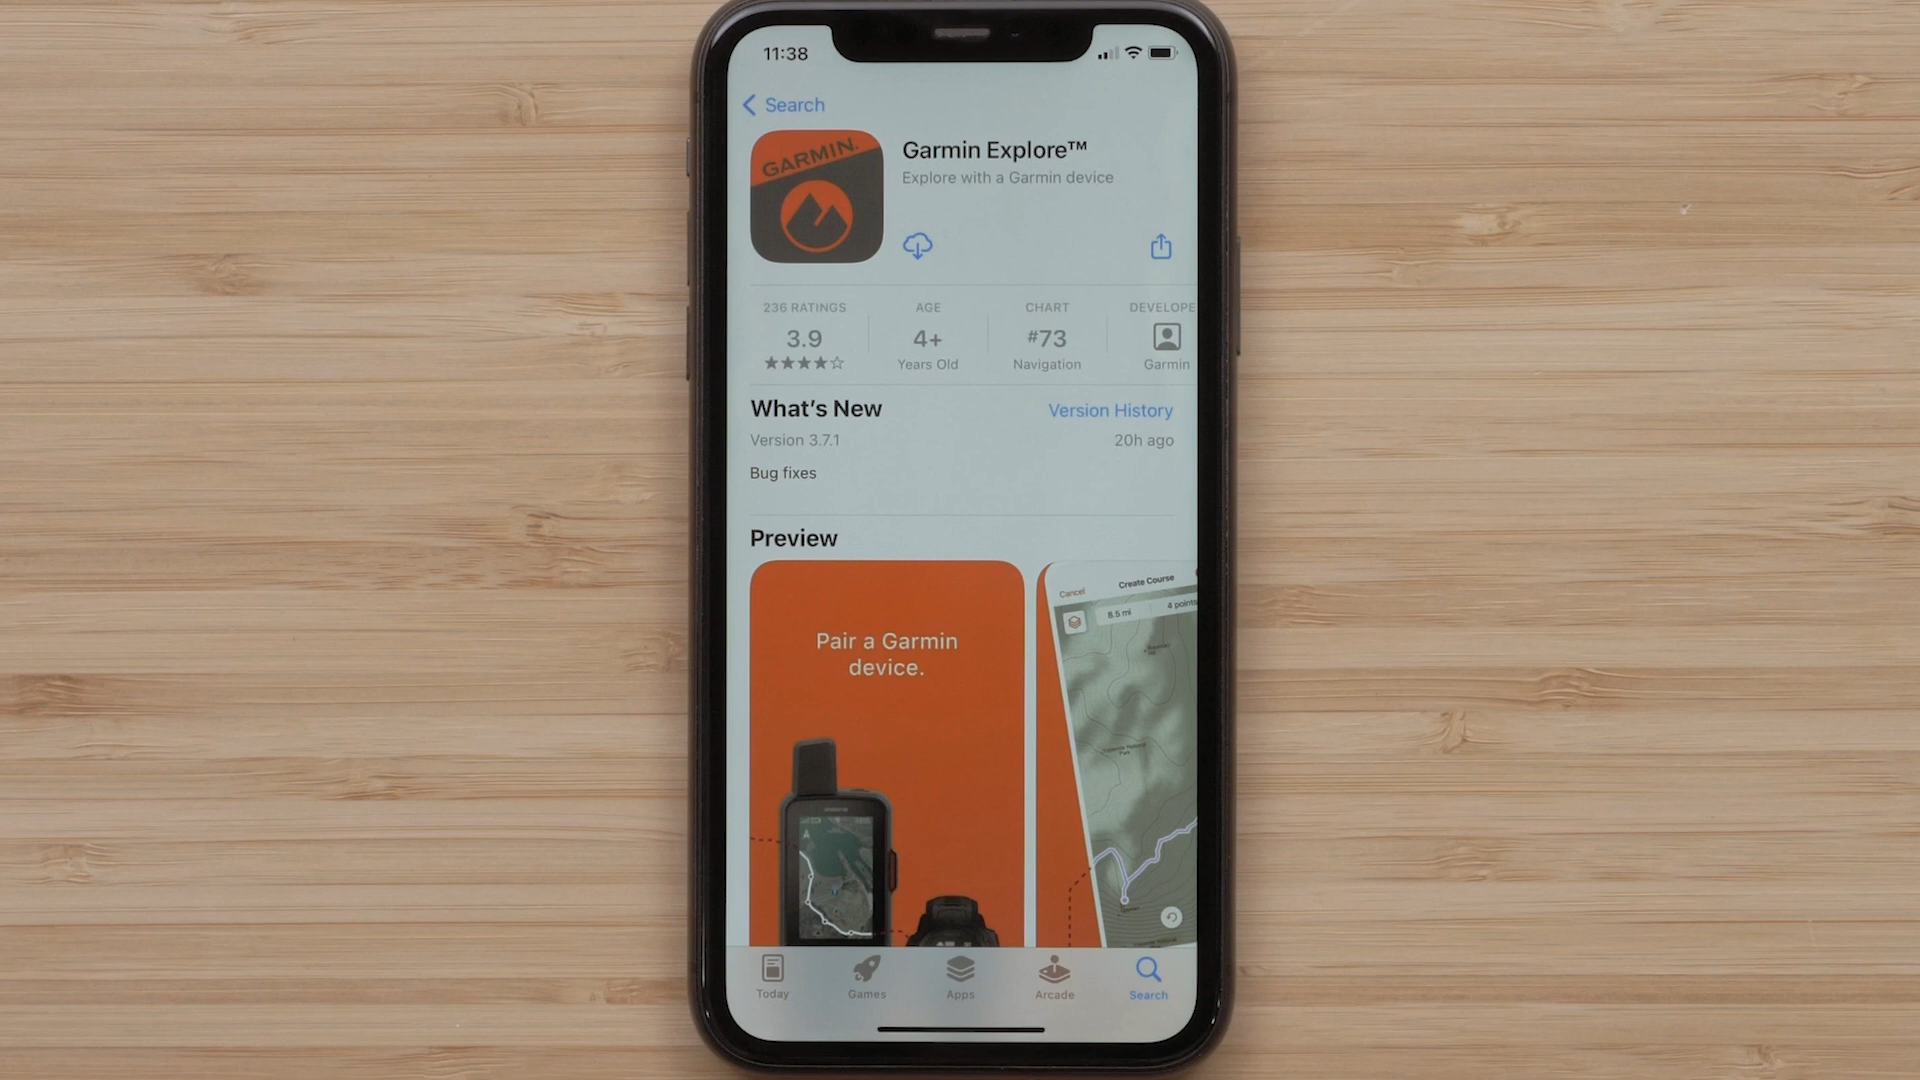 11:38
Search
GARMIN.
Garmin Explore™
Explore with a Garmin device
236 RATINGS
3.9
AGE
4+
Years Old
CHART
#73
Navigation
DEVELOPE
Garmin
What's New
Version History
Version 3.7.1
20h ago
Bug fixes
Preview
Pair a Garmin
device.
Cancel
Create Course
8.5 mi
4 points
Today
Games
Apps
Arcade
Search